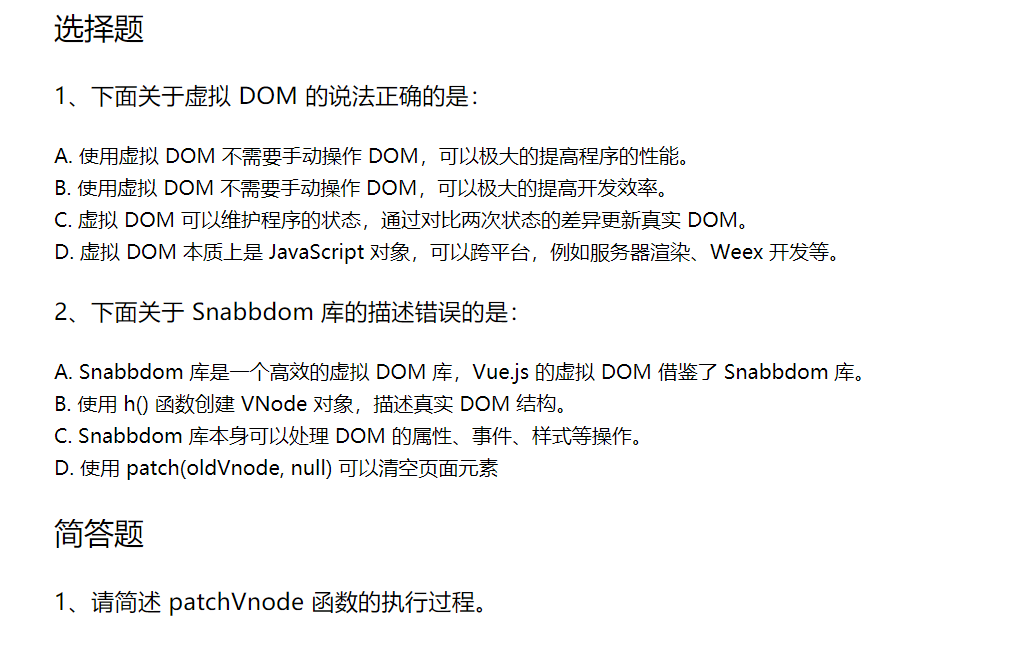 选择题
1、下面关于虚拟 DOM 的说法正确的是：
A. 使用虚拟 DOM 不需要手动操作 DOM，可以极大的提高程序的性能。
B. 使用虚拟 DOM 不需要手动操作 DOM，可以极大的提高开发效率。
C. 虚拟 DOM 可以维护程序的状态，通过对比两次状态的差异更新真实 DOM。
D. 虚拟 DOM 本质上是 JavaScript 对象，可以跨平台，例如服务器渲染、Weex 开发等。
2、下面关于 Snabbdom 库的描述错误的是：
A. Snabbdom 库是一个高效的虚拟 DOM 库，Vue.js 的虚拟 DOM 借鉴了 Snabbdom 库。
B. 使用 h() 函数创建 VNode 对象，描述真实 DOM 结构。
C. Snabbdom 库本身可以处理 DOM 的属性、事件、样式等操作。
D. 使用 patch(oldVnode, null) 可以清空页面元素
简答题
1、请简述 patchVnode 函数的执行过程。